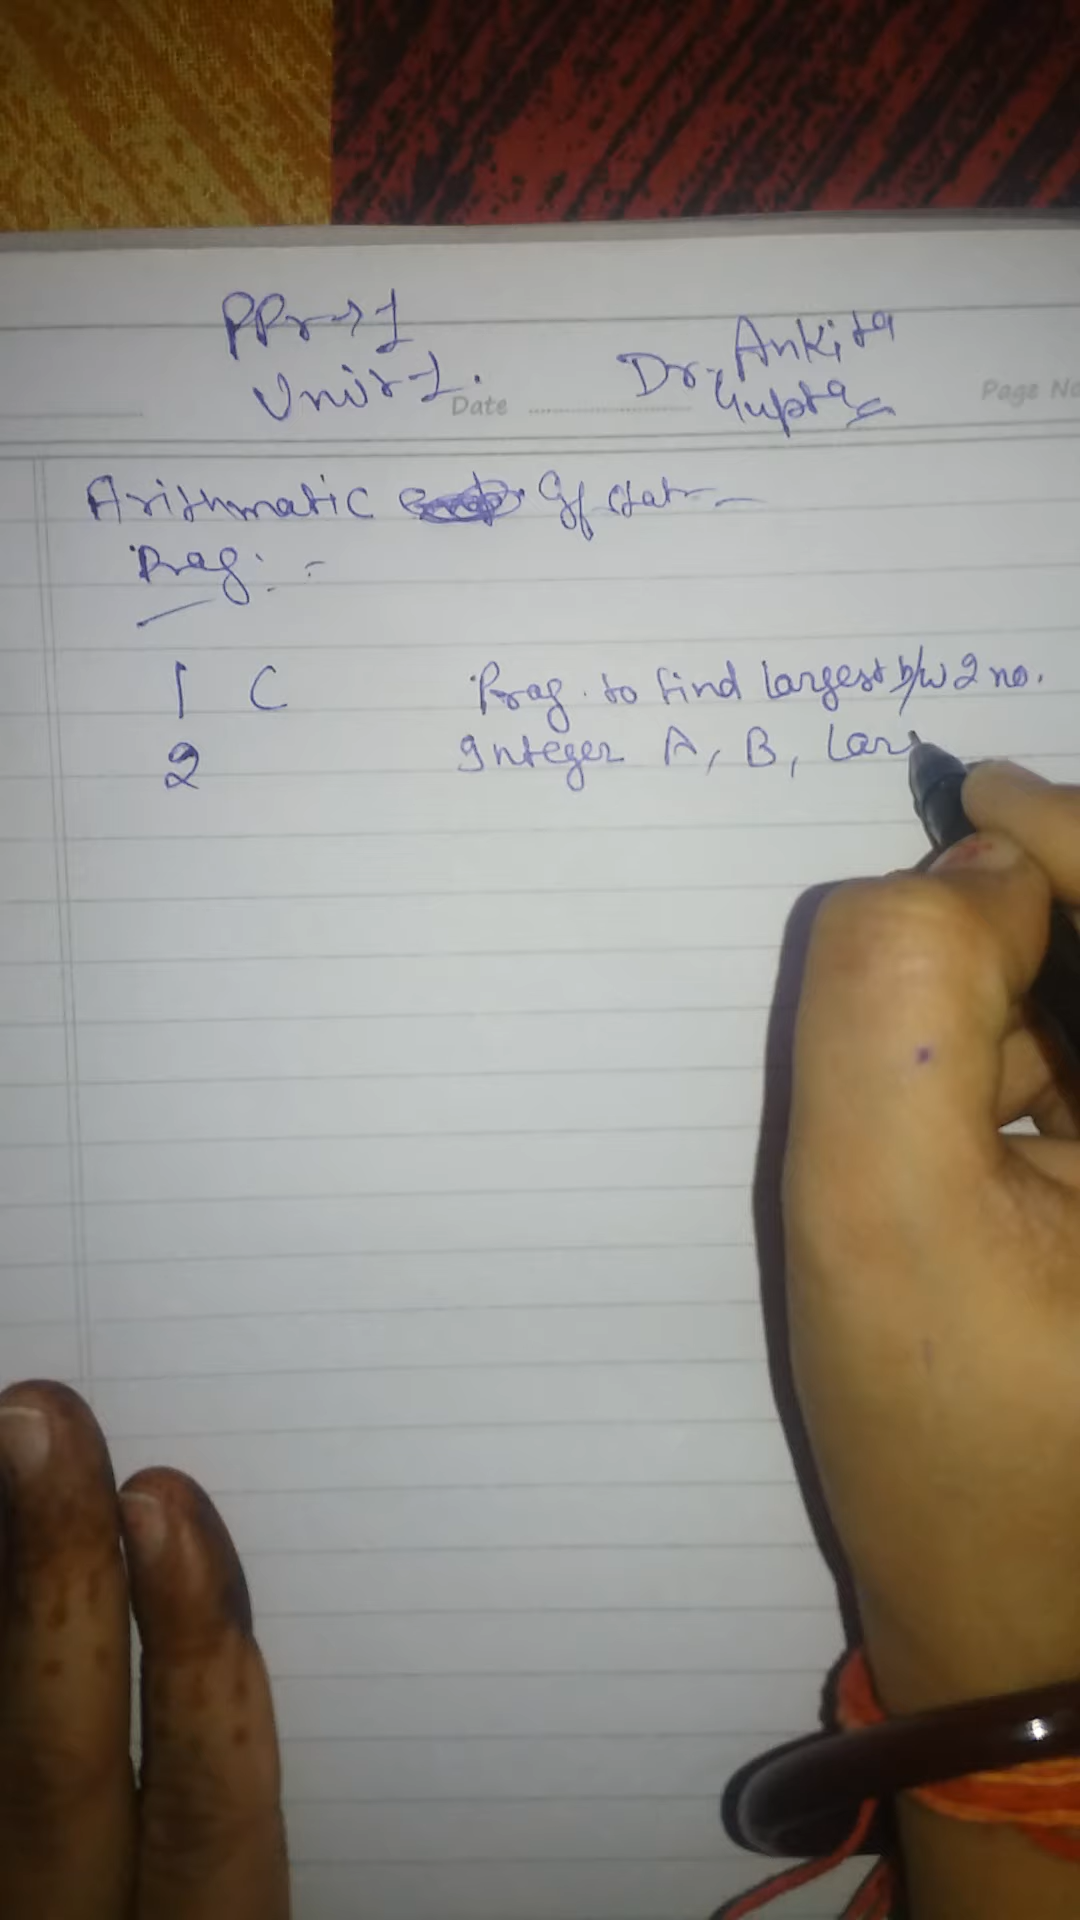 PPr→1
Unit-1.
Dr. Ankita
Gupta
Date
Page No
Arithmatic If stat-
Prog:-
1 C Prog. to find largest b/w 2 no.
2 Integer A, B, Lar